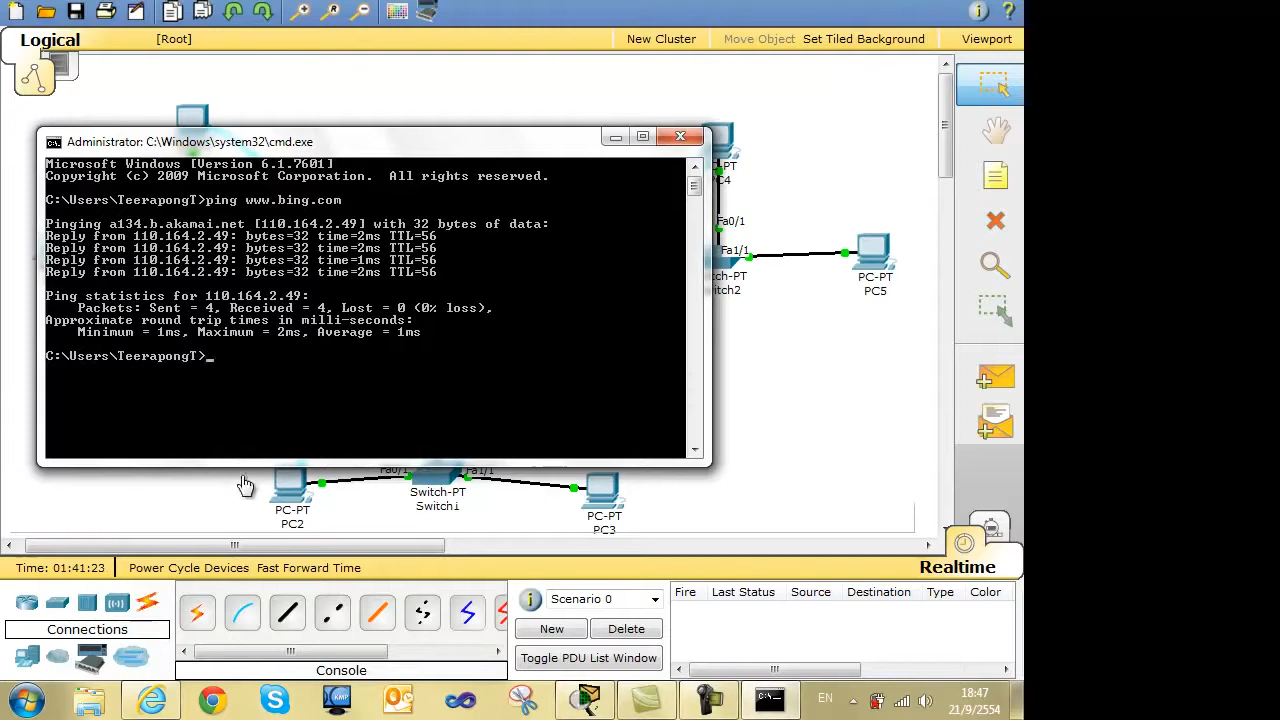 Logical
[Root]
New Cluster
Move Object
Set Tiled Background
Viewport
Administrator: C:\Windows\system32\cmd.exe
Microsoft Windows [Version 6.1.7601]
Copyright (c) 2009 Microsoft Corporation.  All rights reserved.
C:\Users\TeerapongT>ping www.bing.com
Pinging a134.b.akamai.net [110.164.2.49] with 32 bytes of data:
Reply from 110.164.2.49: bytes=32 time=2ms TTL=56
Reply from 110.164.2.49: bytes=32 time=2ms TTL=56
Reply from 110.164.2.49: bytes=32 time=1ms TTL=56
Reply from 110.164.2.49: bytes=32 time=2ms TTL=56
Ping statistics for 110.164.2.49:
Packets: Sent = 4, Received = 4, Lost = 0 (0% loss),
Approximate round trip times in milli-seconds:
Minimum = 1ms, Maximum = 2ms, Average = 1ms
C:\Users\TeerapongT>_
C4
Fa0/1
Fa1/1
PC-PT
PC5
Fa0/1
Fa1/1
Switch-PT
Switch1
PC-PT
PC2
PC-PT
PC3
Time: 01:41:23
Power Cycle Devices
Fast Forward Time
Realtime
Connections
Console
Scenario 0
New
Delete
Toggle PDU List Window
Fire
Last Status
Source
Destination
Type
Color
EN
18:47
21/9/2554